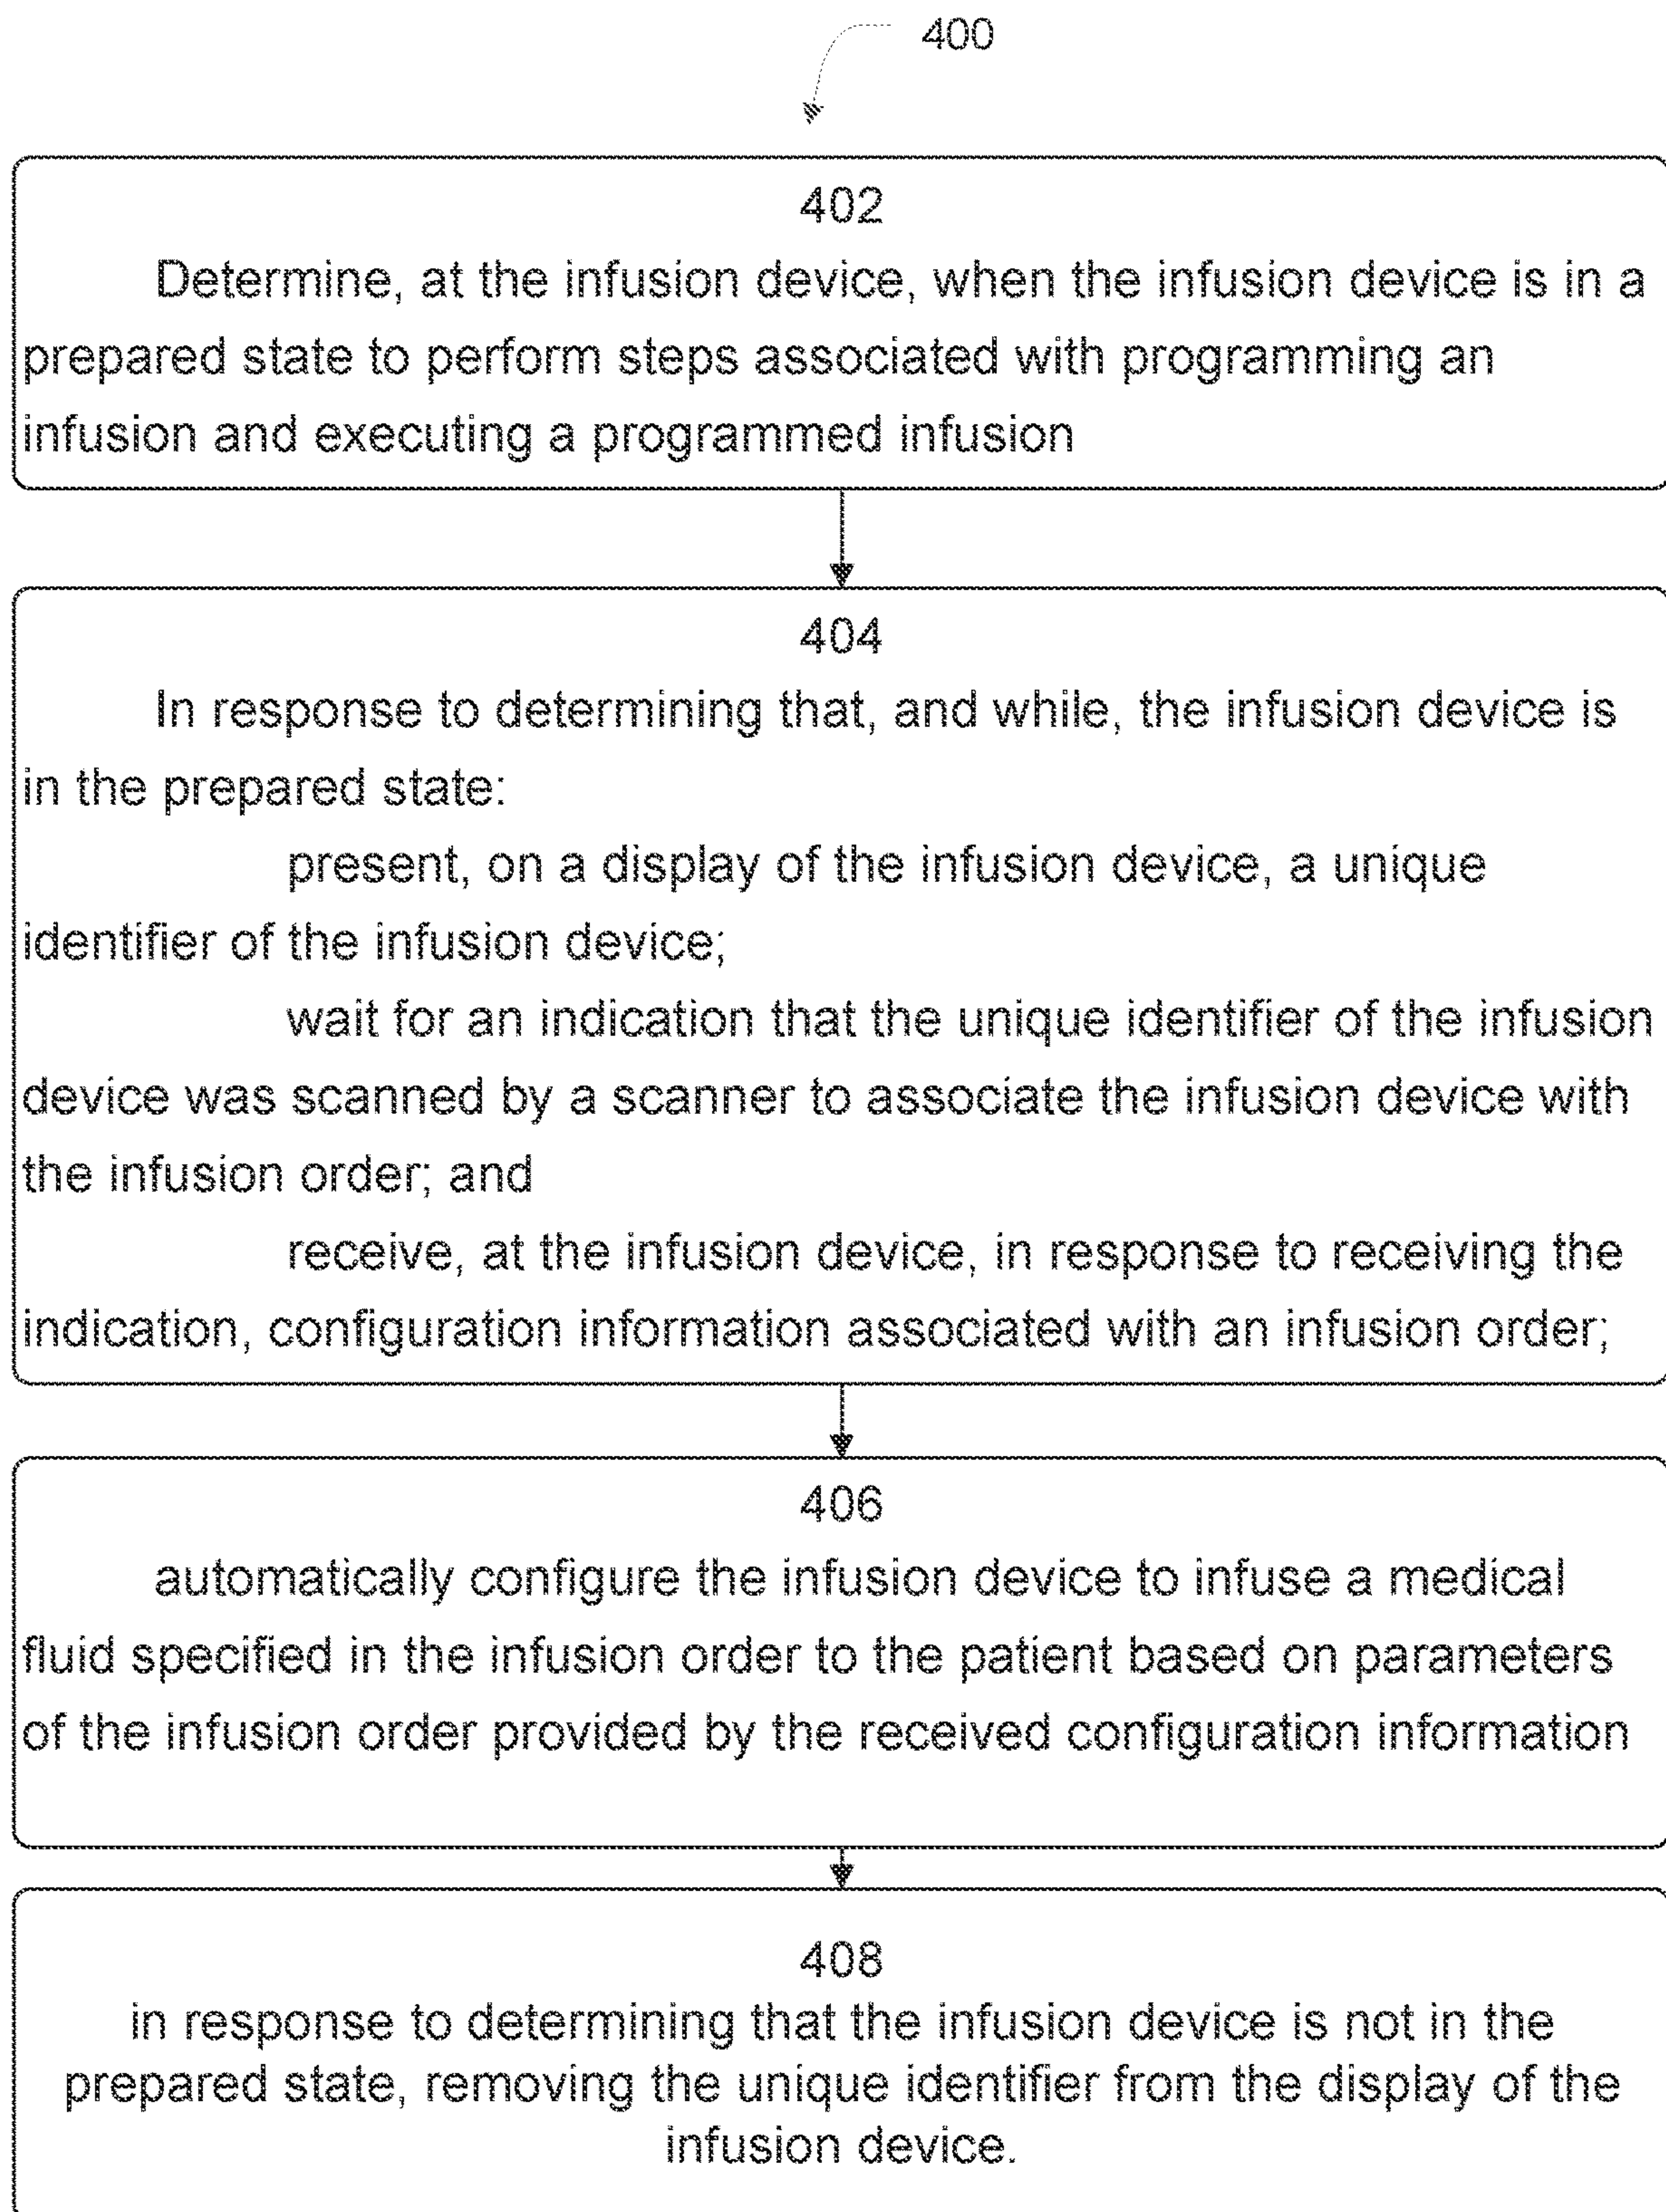 400
402
Determine, at the infusion device, when the infusion device is in a
prepared state to perform steps associated with programming an
infusion and executing a programmed infusion
404
In response to determining that, and while, the infusion device is
in the prepared state:
present, on a display of the infusion device, a unique
identifier of the infusion device;
wait for an indication that the unique identifier of the infusion
device was scanned by a scanner to associate the infusion device with
the infusion order; and
receive, at the infusion device, in response to receiving the
indication, configuration information associated with an infusion order;
406
automatically configure the infusion device to infuse a medical
fluid specified in the infusion order to the patient based on parameters
of the infusion order provided by the received configuration information
408
in response to determining that the infusion device is not in the
prepared state, removing the unique identifier from the display of the
infusion device.